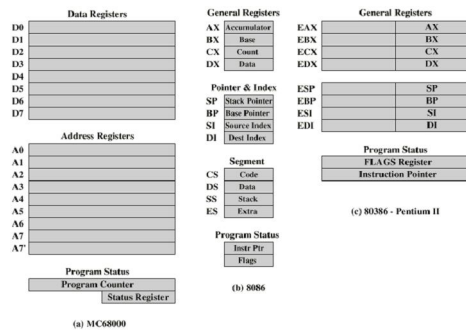 Data Registers
D0
D1
D2
D3
D4
D5
D6
D7
Address Registers
A0
A1
A2
A3
A4
A5
A6
A7
A7'
Program Status
Program Counter
Status Register
(a) MC68000
General Registers
AX Accumulator
BX Base
CX Count
DX Data
Pointer & Index
SP Stack Pointer
BP Base Pointer
SI Source Index
DI Dest Index
Segment
CS Code
DS Data
SS Stack
ES Extra
Program Status
Instr Ptr
Flags
(b) 8086
General Registers
EAX AX
EBX BX
ECX CX
EDX DX
ESP SP
EBP BP
ESI SI
EDI DI
Program Status
FLAGS Register
Instruction Pointer
(c) 80386 - Pentium II